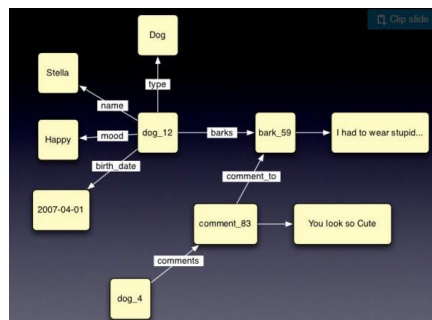 Clip slide
Dog
type
Stella
name
Happy
mood
dog_12
barks
bark_59
I had to wear stupid...
birth_date
comment_to
2007-04-01
comment_83
You look so Cute
comments
dog_4